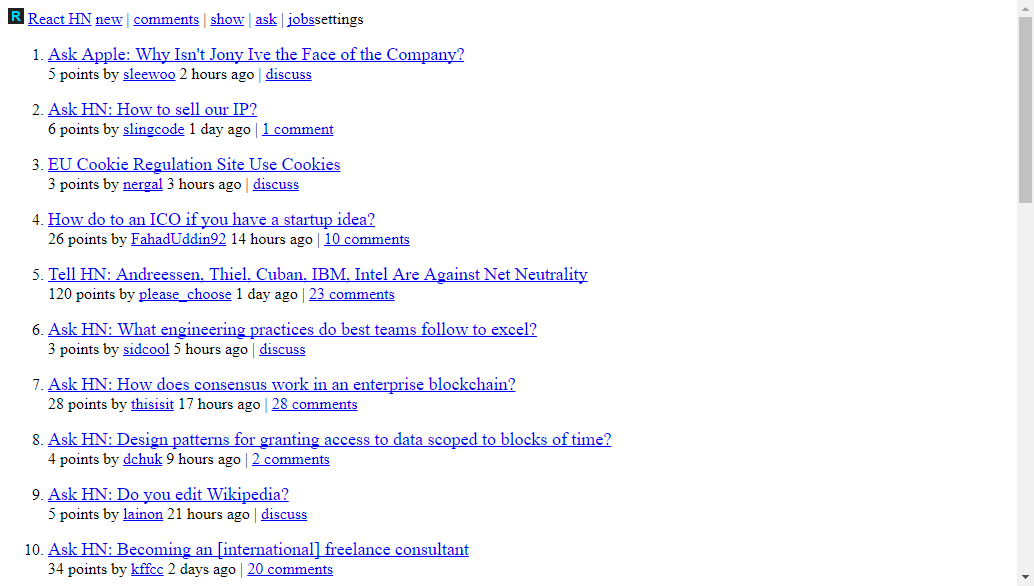 R React HN new | comments | show | ask | jobssettings
1. Ask Apple: Why Isn't Jony Ive the Face of the Company?
5 points by sleewoo 2 hours ago | discuss
2. Ask HN: How to sell our IP?
6 points by slingcode 1 day ago | 1 comment
3. EU Cookie Regulation Site Use Cookies
3 points by nergal 3 hours ago | discuss
4. How do to an ICO if you have a startup idea?
26 points by FahadUddin92 14 hours ago | 10 comments
5. Tell HN: Andreessen, Thiel, Cuban, IBM, Intel Are Against Net Neutrality
120 points by please_choose 1 day ago | 23 comments
6. Ask HN: What engineering practices do best teams follow to excel?
3 points by sidcool 5 hours ago | discuss
7. Ask HN: How does consensus work in an enterprise blockchain?
28 points by thisisit 17 hours ago | 28 comments
8. Ask HN: Design patterns for granting access to data scoped to blocks of time?
4 points by dchuk 9 hours ago | 2 comments
9. Ask HN: Do you edit Wikipedia?
5 points by lainon 21 hours ago | discuss
10. Ask HN: Becoming an [international] freelance consultant
34 points by kffcc 2 days ago | 20 comments